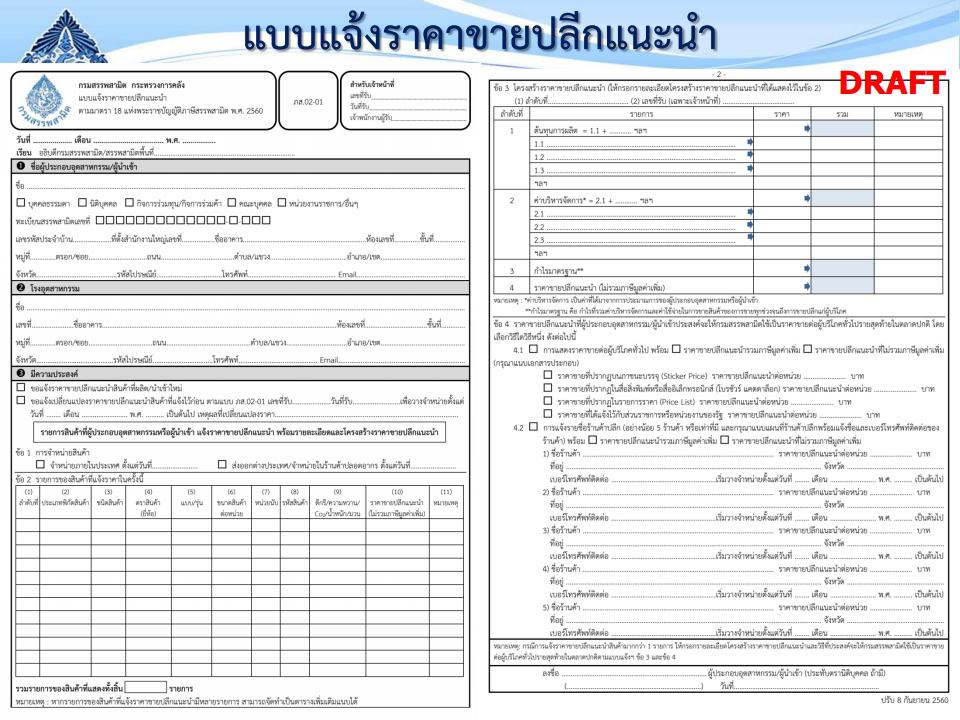 แบบแจ้งราคาขายปลีกแนะนำ
DRAFT
กรมสรรพสามิต
กรมสรรพสามิต กระทรวงการคลัง
แบบแจ้งราคาขายปลีกแนะนำ
ตามมาตรา 18 แห่งพระราชบัญญัติภาษีสรรพสามิต พ.ศ. 2560
ภส.02-01
สำหรับเจ้าหน้าที่
เลขที่รับ
วันที่รับ
เจ้าพนักงานผู้รับ
วันที่ .................. เดือน ................................. พ.ศ. ................
เรียน อธิบดีกรมสรรพสามิต/สรรพสามิตพื้นที่..................................................................
❶ ชื่อผู้ประกอบอุตสาหกรรม/ผู้นำเข้า
ชื่อ ..........................................................................................
☐ บุคคลธรรมดา ☐ นิติบุคคล ☐ กิจการร่วมทุน/กิจการร่วมค้า ☐ คณะบุคคล ☐ หน่วยงานราชการ/อื่นๆ
ทะเบียนสรรพสามิตเลขที่ ☐☐☐☐☐☐☐☐☐☐☐☐☐-☐-☐☐☐
เลขรหัสประจำบ้าน..................ที่ตั้งสำนักงานใหญ่เลขที่................ชื่ออาคาร..........................................................ห้องเลขที่............ชั้นที่............
หมู่ที่............ตรอก/ซอย............................ถนน...................................ตำบล/แขวง............................อำเภอ/เขต............................
จังหวัด......................................รหัสไปรษณีย์...............................โทรศัพท์...................................... Email............................
❷ โรงอุตสาหกรรม
ชื่อ ..........................................................................................
เลขที่....................ชื่ออาคาร..........................................................................ห้องเลขที่............................ชั้นที่............
หมู่ที่............ตรอก/ซอย..............................ถนน........................................ตำบล/แขวง............................อำเภอ/เขต............................
จังหวัด....................................รหัสไปรษณีย์............................โทรศัพท์...................................... Email............................
❸ มีความประสงค์
☐ ขอแจ้งราคาขายปลีกแนะนำสินค้าที่ผลิต/นำเข้าใหม่
☐ ขอแจ้งเปลี่ยนแปลงราคาขายปลีกแนะนำสินค้าที่แจ้งไว้ก่อน ตามแบบ ภส.02-01 เลขที่รับ..................วันที่รับ......................เพื่อวางจำหน่ายตั้งแต่
วันที่ ....... เดือน ...................... พ.ศ. ......... เป็นต้นไป เหตุผลที่เปลี่ยนแปลงราคา..........................................................
รายการสินค้าที่ผู้ประกอบอุตสาหกรรมหรือผู้นำเข้า แจ้งราคาขายปลีกแนะนำ พร้อมรายละเอียดและโครงสร้างราคาขายปลีกแนะนำ
ข้อ 1 การจำหน่ายสินค้า
☐ จำหน่ายภายในประเทศ ตั้งแต่วันที่...................... ☐ ส่งออกต่างประเทศ/จำหน่ายในร้านค้าปลอดอากร ตั้งแต่วันที่......................
ข้อ 2 รายการของสินค้าที่แจ้งราคาในครั้งนี้
(1) (2) (3) (4) (5) (6) (7) (8) (9) (10) (11)
ลำดับที่ ประเภทพิกัดสินค้า ชนิดสินค้า ตราสินค้า แบบ/รุ่น ขนาดสินค้า หน่วยนับ รหัสสินค้า ดีกรี/ความหวาน/ ราคาขายปลีกแนะนำ หมายเหตุ
(ยี่ห้อ) ต่อหน่วย Co₂/น้ำหนัก/มวน (ไม่รวมภาษีมูลค่าเพิ่ม)
รวมรายการของสินค้าที่แสดงทั้งสิ้น รายการ
หมายเหตุ : หากรายการของสินค้าที่แจ้งราคาขายปลีกแนะนำมีหลายรายการ สามารถจัดทำเป็นตารางเพิ่มเติมแนบได้
- 2 -
ข้อ 3 โครงสร้างราคาขายปลีกแนะนำ (ให้กรอกรายละเอียดโครงสร้างราคาขายปลีกแนะนำที่ได้แสดงไว้ในข้อ 2)
(1) ลำดับที่...................................... (2) เลขที่รับ (เฉพาะเจ้าหน้าที่) ..................................
ลำดับที่ รายการ ราคา รวม หมายเหตุ
1 ต้นทุนการผลิต = 1.1 + ........... ฯลฯ
1.1 ..........................................................................
1.2 ..........................................................................
1.3 ..........................................................................
ฯลฯ
2 ค่าบริหารจัดการ* = 2.1 + ........... ฯลฯ
2.1 ..........................................................................
2.2 ..........................................................................
2.3 ..........................................................................
ฯลฯ
3 กำไรมาตรฐาน**
4 ราคาขายปลีกแนะนำ (ไม่รวมภาษีมูลค่าเพิ่ม)
หมายเหตุ : *ค่าบริหารจัดการ เป็นค่าที่ได้มาจากการประมาณการของผู้ประกอบอุตสาหกรรมหรือผู้นำเข้า
**กำไรมาตรฐาน คือ กำไรที่รวมค่าบริหารจัดการและค่าใช้จ่ายในการขายสินค้าของการขายทุกช่วงจนถึงการขายปลีกแก่ผู้บริโภค
ข้อ 4 ราคาขายปลีกแนะนำที่ผู้ประกอบอุตสาหกรรม/ผู้นำเข้าประสงค์จะให้กรมสรรพสามิตใช้เป็นราคาขายต่อผู้บริโภคทั่วไปรายสุดท้ายในตลาดปกติ โดย
เลือกวิธีใดวิธีหนึ่ง ดังต่อไปนี้
4.1 ☐ การแสดงราคาขายต่อผู้บริโภคทั่วไป พร้อม ☐ ราคาขายปลีกแนะนำรวมภาษีมูลค่าเพิ่ม ☐ ราคาขายปลีกแนะนำที่ไม่รวมภาษีมูลค่าเพิ่ม
(กรุณาแนบเอกสารประกอบ)
☐ ราคาขายที่ปรากฏบนภาชนะบรรจุ (Sticker Price) ราคาขายปลีกแนะนำต่อหน่วย .................... บาท
☐ ราคาขายที่ปรากฏในสื่อสิ่งพิมพ์หรือสื่ออิเล็กทรอนิกส์ (โบรชัวร์ แคตตาล็อก) ราคาขายปลีกแนะนำต่อหน่วย .................... บาท
☐ ราคาขายที่ปรากฏในรายการราคา (Price List) ราคาขายปลีกแนะนำต่อหน่วย .................... บาท
☐ ราคาขายที่ได้แจ้งไว้กับส่วนราชการหรือหน่วยงานของรัฐ ราคาขายปลีกแนะนำต่อหน่วย .................... บาท
4.2 ☐ การแจ้งรายชื่อร้านค้าปลีก (อย่างน้อย 5 ร้านค้า หรือเท่าที่มี และกรุณาแนบแผนที่ร้านค้าปลีกพร้อมแจ้งชื่อและเบอร์โทรศัพท์ติดต่อของ
ร้านค้า) พร้อม ☐ ราคาขายปลีกแนะนำรวมภาษีมูลค่าเพิ่ม ☐ ราคาขายปลีกแนะนำที่ไม่รวมภาษีมูลค่าเพิ่ม
1) ชื่อร้านค้า .......................................................................... ราคาขายปลีกแนะนำต่อหน่วย .................... บาท
ที่อยู่ .......................................................................... จังหวัด ......................................
เบอร์โทรศัพท์ติดต่อ ................................................เริ่มวางจำหน่ายตั้งแต่วันที่ ....... เดือน ...................... พ.ศ. ......... เป็นต้นไป
2) ชื่อร้านค้า .......................................................................... ราคาขายปลีกแนะนำต่อหน่วย .................... บาท
ที่อยู่ .......................................................................... จังหวัด ......................................
เบอร์โทรศัพท์ติดต่อ ................................................เริ่มวางจำหน่ายตั้งแต่วันที่ ....... เดือน ...................... พ.ศ. ......... เป็นต้นไป
3) ชื่อร้านค้า .......................................................................... ราคาขายปลีกแนะนำต่อหน่วย .................... บาท
ที่อยู่ .......................................................................... จังหวัด ......................................
เบอร์โทรศัพท์ติดต่อ ................................................เริ่มวางจำหน่ายตั้งแต่วันที่ ....... เดือน ...................... พ.ศ. ......... เป็นต้นไป
4) ชื่อร้านค้า .......................................................................... ราคาขายปลีกแนะนำต่อหน่วย .................... บาท
ที่อยู่ .......................................................................... จังหวัด ......................................
เบอร์โทรศัพท์ติดต่อ ................................................เริ่มวางจำหน่ายตั้งแต่วันที่ ....... เดือน ...................... พ.ศ. ......... เป็นต้นไป
5) ชื่อร้านค้า .......................................................................... ราคาขายปลีกแนะนำต่อหน่วย .................... บาท
ที่อยู่ .......................................................................... จังหวัด ......................................
เบอร์โทรศัพท์ติดต่อ ................................................เริ่มวางจำหน่ายตั้งแต่วันที่ ....... เดือน ...................... พ.ศ. ......... เป็นต้นไป
หมายเหตุ: กรณีการแจ้งราคาขายปลีกแนะนำสินค้ามากกว่า 1 รายการ ให้กรอกรายละเอียดโครงสร้างราคาขายปลีกแนะนำและวิธีที่ประสงค์จะให้กรมสรรพสามิตใช้เป็นราคาขาย
ต่อผู้บริโภคทั่วไปรายสุดท้ายในตลาดปกติตามแบบแจ้งฯ ข้อ 3 และข้อ 4
ลงชื่อ .......................................................................... ผู้ประกอบอุตสาหกรรม/ผู้นำเข้า (ประทับตรานิติบุคคล ถ้ามี)
(................................................................) วันที่..........................................................
ปรับ 8 กันยายน 2560